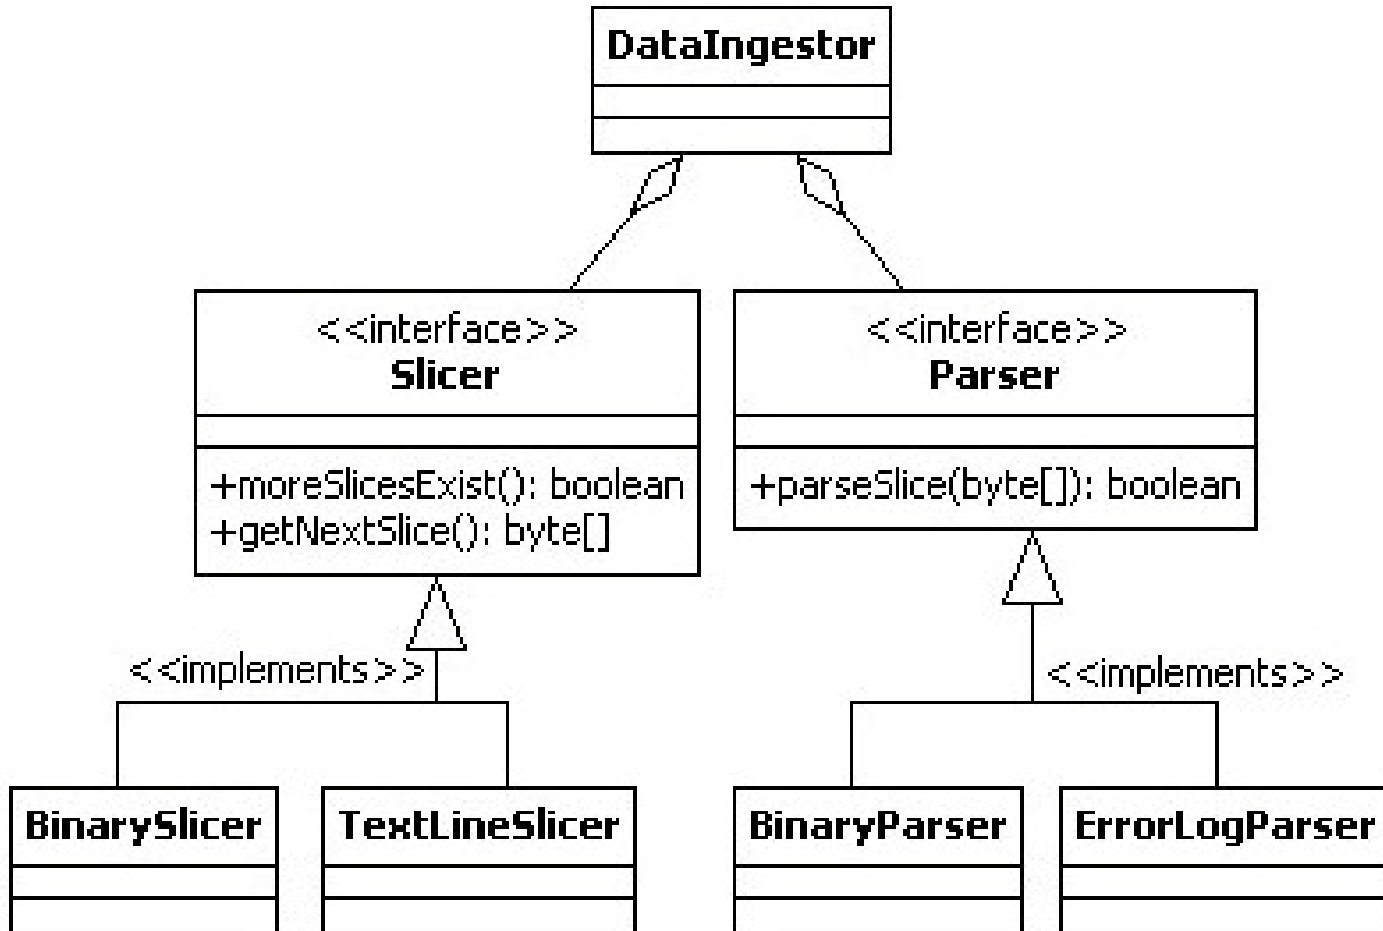 DataIngestor
<<interface>>
Slicer
+moreSlicesExist(): boolean
+getNextSlice(): byte[]
<<interface>>
Parser
+parseSlice(byte[]): boolean
<<implements>>
<<implements>>
BinarySlicer
TextLineSlicer
BinaryParser
ErrorLogParser